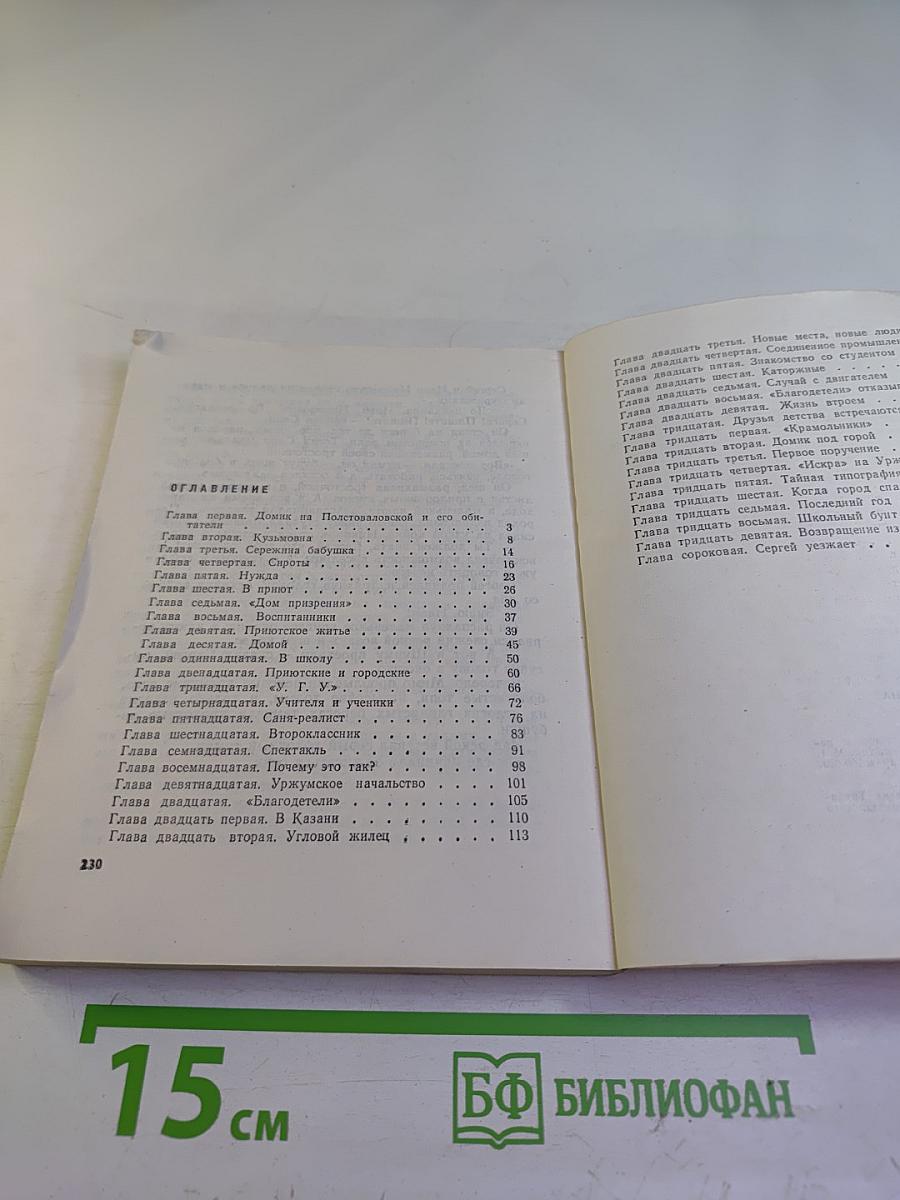 ОГЛАВЛЕНИЕ
Глава первая. Домик на Полстоваловской и его оби-
татели . . . . . . . . . . . . . . . 3
Глава вторая. Кузьмовна . . . . . . . . . . . 8
Глава третья. Сережина бабушка . . . . . . . . 14
Глава четвертая. Сироты . . . . . . . . . . . 16
Глава пятая. Нужда . . . . . . . . . . . . . 23
Глава шестая. В приют . . . . . . . . . . . . 26
Глава седьмая. «Дом призрения» . . . . . . . . 30
Глава восьмая. Воспитанники . . . . . . . . . 37
Глава девятая. Приютское житье . . . . . . . . 39
Глава десятая. Домой . . . . . . . . . . . . 45
Глава одиннадцатая. В школу . . . . . . . . . 50
Глава двенадцатая. Приютские и городские . . . . . 60
Глава тринадцатая. «У. Г. У.» . . . . . . . . . 66
Глава четырнадцатая. Учителя и ученики . . . . . . 72
Глава пятнадцатая. Саня-реалист . . . . . . . . 76
Глава шестнадцатая. Второклассник . . . . . . . 83
Глава семнадцатая. Спектакль . . . . . . . . . 91
Глава восемнадцатая. Почему это так? . . . . . . 98
Глава девятнадцатая. Уржумское начальство . . . . 101
Глава двадцатая. «Благодетели» . . . . . . . . . 105
Глава двадцать первая. В Казани . . . . . . . . 110
Глава двадцать вторая. Угловой жилец . . . . . . 113
230
Глава двадцать третья. Новые места, новые
Глава двадцать четвертая. Соединенное
Глава двадцать пятая. Знакомство со студентом
Глава двадцать шестая. Каторжные . . . .
Глава двадцать седьмая. Случай с двигателем
Глава двадцать восьмая. «Благодетели»
Глава двадцать девятая. Жизнь втроем . .
Глава тридцатая. Друзья детства встречаются
Глава тридцать первая. «Крамольники» .
Глава тридцать вторая. Домик под горой .
Глава тридцать третья. Первое поручение .
Глава тридцать четвертая. «Искра» на
Глава тридцать пятая. Тайная типография
Глава тридцать шестая. Когда город
Глава тридцать седьмая. Последний год
Глава тридцать восьмая. Школьный бунт
Глава тридцать девятая. Возвращение из
Глава сороковая. Сергей уезжает . .
15 см
БФ БИБЛИОФАН